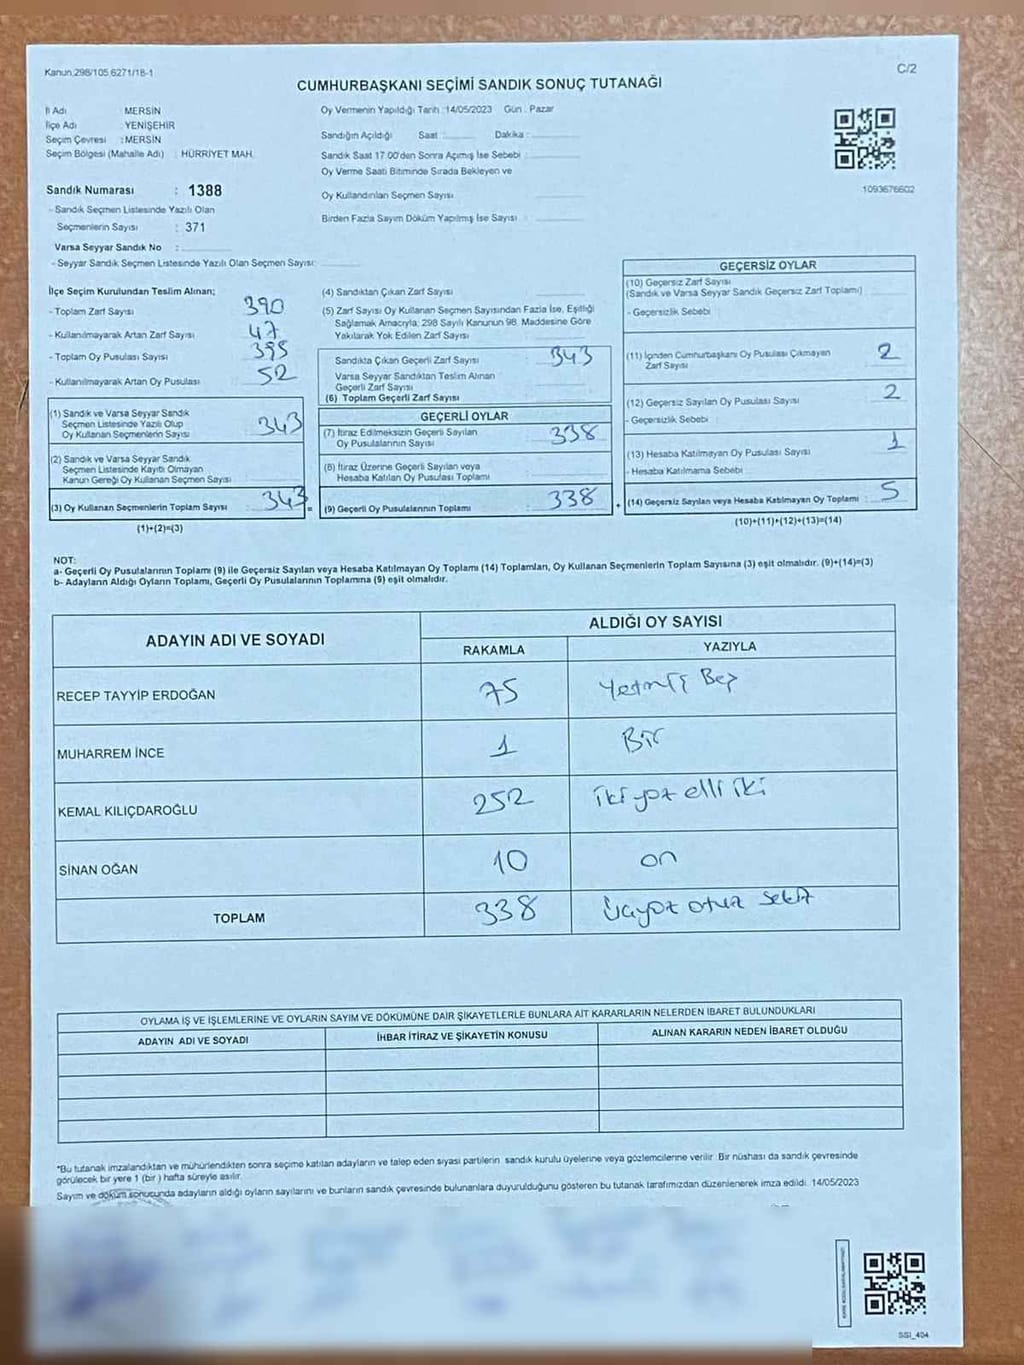 Kanun,298/105,6271/18-1
C/2
CUMHURBAŞKANI SEÇİMİ SANDIK SONUÇ TUTANAĞI
İl Adı : MERSİN
İlçe Adı : YENİŞEHİR
Seçim Çevresi : MERSİN
Seçim Bölgesi (Mahalle Adı) : HÜRRİYET MAH.
Sandık Numarası : 1388
- Sandık Seçmen Listesinde Yazılı Olan
Seçmenlerin Sayısı : 371
Varsa Seyyar Sandık No :
- Seyyar Sandık Seçmen Listesinde Yazılı Olan Seçmen Sayısı:
Oy Vermenin Yapıldığı Tarih :14/05/2023 Gün : Pazar
Sandığın Açıldığı Saat : Dakika :
Sandık Saat 17:00'den Sonra Açılmış İse Sebebi :
Oy Verme Saati Bitiminde Sırada Bekleyen ve
Oy Kullandırılan Seçmen Sayısı
Birden Fazla Sayım Döküm Yapılmış İse Sayısı :
1093676602
İlçe Seçim Kurulundan Teslim Alınan;
- Toplam Zarf Sayısı : 390
- Kullanılmayarak Artan Zarf Sayısı : 47
- Toplam Oy Pusulası Sayısı : 395
- Kullanılmayarak Artan Oy Pusulası : 52
(1) Sandık ve Varsa Seyyar Sandık
Seçmen Listesinde Yazılı Olup
Oy Kullanan Seçmenlerin Sayısı : 343
(2) Sandık ve Varsa Seyyar Sandık
Seçmen Listesinde Kayıtlı Olmayan
Kanun Gereği Oy Kullanan Seçmen Sayısı :
(3) Oy Kullanan Seçmenlerin Toplam Sayısı : 343 =
(1)+(2)=(3)
(4) Sandıktan Çıkan Zarf Sayısı :
(5) Zarf Sayısı Oy Kullanan Seçmen Sayısından Fazla İse, Eşitliği
Sağlamak Amacıyla; 298 Sayılı Kanunun 98. Maddesine Göre
Yakılarak Yok Edilen Zarf Sayısı :
Sandıkta Çıkan Geçerli Zarf Sayısı : 343
Varsa Seyyar Sandıktan Teslim Alınan
Geçerli Zarf Sayısı :
(6) Toplam Geçerli Zarf Sayısı
GEÇERLİ OYLAR
(7) İtiraz Edilmeksizin Geçerli Sayılan
Oy Pusulalarının Sayısı : 338
(8) İtiraz Üzerine Geçerli Sayılan veya
Hesaba Katılan Oy Pusulası Toplamı :
(9) Geçerli Oy Pusulalarının Toplamı : 338 +
GEÇERSİZ OYLAR
(10) Geçersiz Zarf Sayısı
(Sandık ve Varsa Seyyar Sandık Geçersiz Zarf Toplamı) :
- Geçersizlik Sebebi :
(11) İçinden Cumhurbaşkanı Oy Pusulası Çıkmayan
Zarf Sayısı : 2
(12) Geçersiz Sayılan Oy Pusulası Sayısı : 2
- Geçersizlik Sebebi :
(13) Hesaba Katılmayan Oy Pusulası Sayısı : 1
- Hesaba Katılmama Sebebi :
(14) Geçersiz Sayılan veya Hesaba Katılmayan Oy Toplamı : 5
(10)+(11)+(12)+(13)=(14)
NOT:
a- Geçerli Oy Pusulalarının Toplamı (9) ile Geçersiz Sayılan veya Hesaba Katılmayan Oy Toplamı (14) Toplamları, Oy Kullanan Seçmenlerin Toplam Sayısına (3) eşit olmalıdır. (9)+(14)=(3)
b- Adayların Aldığı Oyların Toplamı, Geçerli Oy Pusulalarının Toplamına (9) eşit olmalıdır.
ADAYIN ADI VE SOYADI
ALDIĞI OY SAYISI
RAKAMLA YAZIYLA
RECEP TAYYİP ERDOĞAN 75 Yetmiş Beş
MUHARREM İNCE 1 Bir
KEMAL KILIÇDAROĞLU 252 iki yüz elli iki
SİNAN OĞAN 10 on
TOPLAM 338 Üçyüz otuz sekiz
OYLAMA İŞ VE İŞLEMLERİNE VE OYLARIN SAYIM VE DÖKÜMÜNE DAİR ŞİKAYETLERLE BUNLARA AİT KARARLARIN NELERDEN İBARET BULUNDUKLARI
ADAYIN ADI VE SOYADI İHBAR İTİRAZ VE ŞİKAYETİN KONUSU ALINAN KARARIN NEDEN İBARET OLDUĞU
*Bu tutanak imzalandıktan ve mühürlendikten sonra seçime katılan adayların ve talep eden siyasi partilerin sandık kurulu üyelerine veya gözlemcilerine verilir. Bir nüshası da sandık çevresinde
görülecek bir yere 1 (bir ) hafta süreyle asılır.
Sayım ve döküm sonucunda adayların aldığı oyların sayılarını ve bunların sandık çevresinde bulunanlara duyurulduğunu gösteren bu tutanak tarafımızdan düzenlenerek imza edildi. 14/05/2023
SSI_404